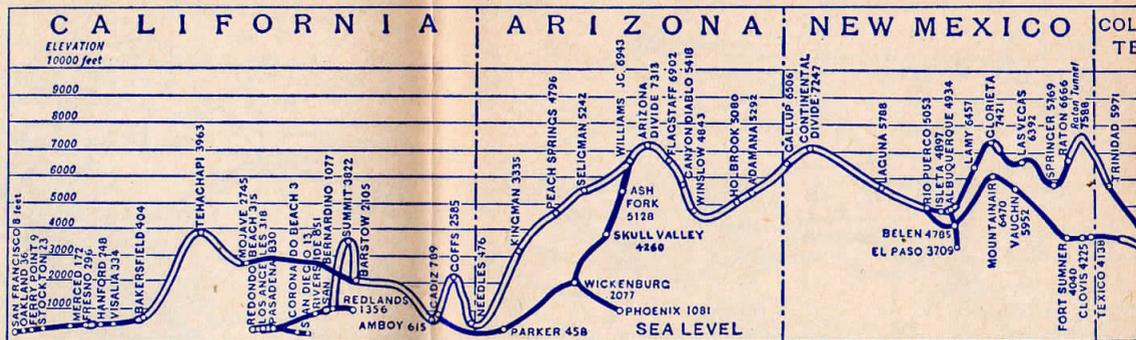 CALIFORNIA
ARIZONA
NEW MEXICO
COL
TE
ELEVATION
10000 feet
9000
8000
7000
6000
5000
4000
3000
2000
1000
SAN FRANCISCO 8 feet
OAKLAND 36
FERRY POINT 9
STOCKTON 23
MERCED 172
FRESNO 296
HANFORD 248
VISALIA 334
BAKERSFIELD 404
TEHACHAPI 3963
MOJAVE 2745
REDONDO BEACH
LOS ANGELES 318
PASADENA 830
CORONADO BEACH 3
SAN DIEGO 13
RIVERSIDE 851
SAN BERNARDINO 1077
SUMMIT 3822
BARSTOW 2105
REDLANDS
1356
AMBOY 615
CADIZ 789
GOFFS 2585
NEEDLES 476
PARKER 458
KINGMAN 3335
PEACH SPRINGS 4796
SELIGMAN 5242
WILLIAMS JC. 6943
ASH
FORK
5128
SKULL VALLEY
4260
WICKENBURG
2077
PHOENIX 1081
SEA LEVEL
ARIZONA
DIVIDE 7313
FLAGSTAFF 6902
CANYON DIABLO 5418
WINSLOW 4843
HOLBROOK 5080
ADAMANA 5292
GALLUP 6506
CONTINENTAL
DIVIDE 7247
LAGUNA 5788
RIO PUERCO 5053
ISLETA 4897
ALBUQUERQUE 4934
BELEN 4785
EL PASO 3709
LAMY 6457
GLORIETA
7421
LAS VEGAS
6392
SPRINGER 5769
RATON 6666
Raton Tunnel
7588
TRINIDAD 5971
MOUNTAINAIR
6470
VAUGHN
5952
FORT SUMNER
4040
CLOVIS 4225
TEXICO 4138